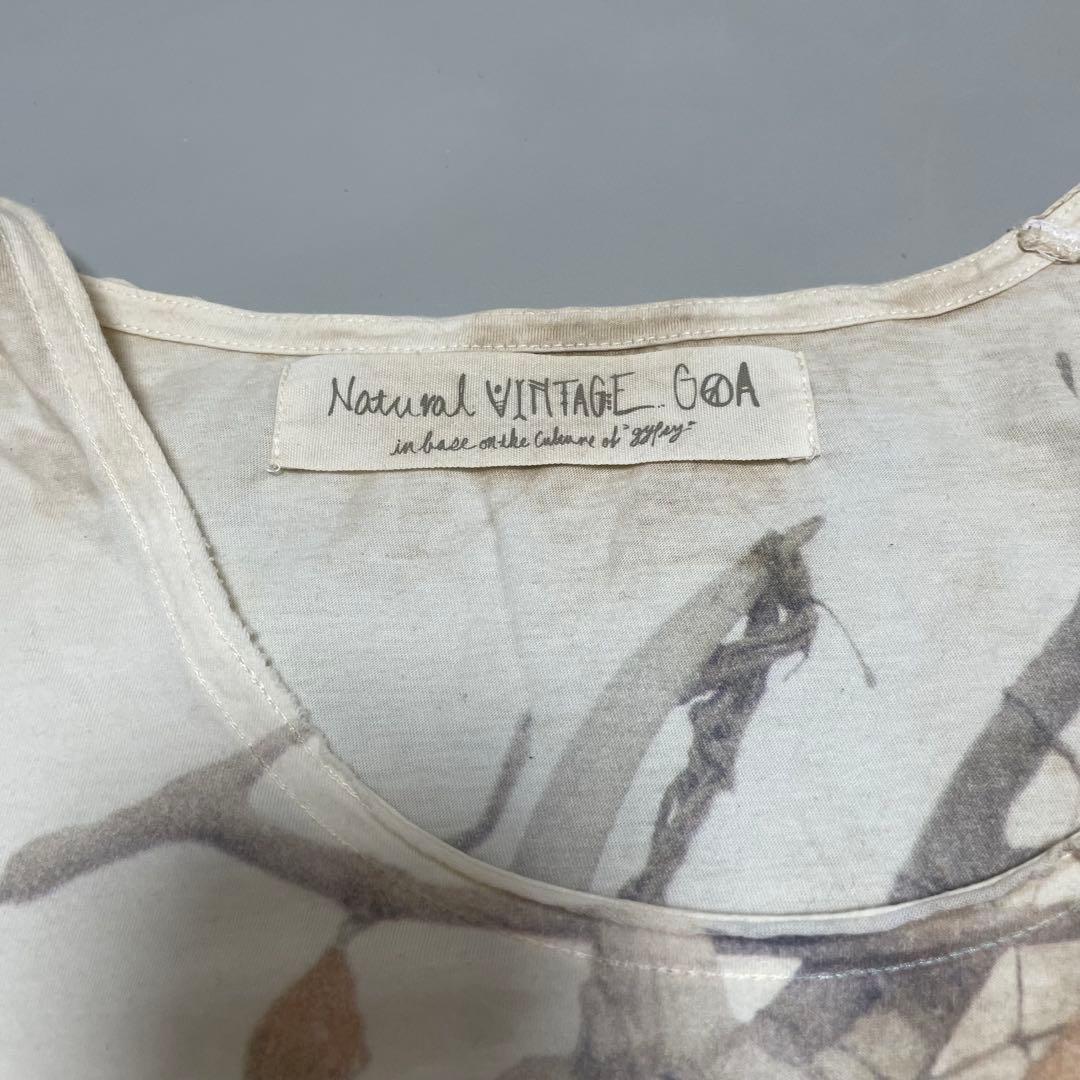 Natural VINTAGE.. GOA
in base on the Culture of "gypsy"